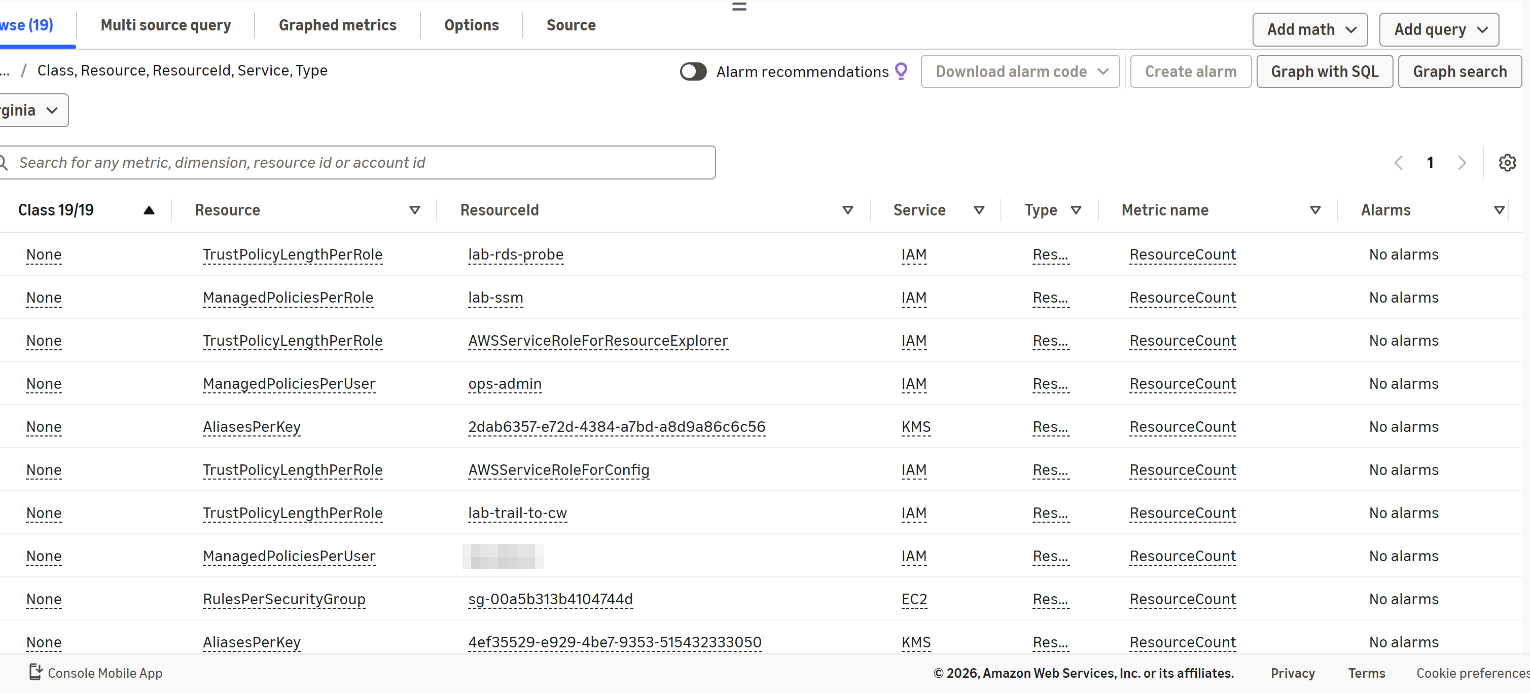 wse (19) Multi source query Graphed metrics Options Source Add math Add query
... / Class, Resource, ResourceId, Service, Type Alarm recommendations Download alarm code Create alarm Graph with SQL Graph search
ginia
Search for any metric, dimension, resource id or account id 1
Class 19/19 Resource ResourceId Service Type Metric name Alarms
None TrustPolicyLengthPerRole lab-rds-probe IAM Res... ResourceCount No alarms
None ManagedPoliciesPerRole lab-ssm IAM Res... ResourceCount No alarms
None TrustPolicyLengthPerRole AWSServiceRoleForResourceExplorer IAM Res... ResourceCount No alarms
None ManagedPoliciesPerUser ops-admin IAM Res... ResourceCount No alarms
None AliasesPerKey 2dab6357-e72d-4384-a7bd-a8d9a86c6c56 KMS Res... ResourceCount No alarms
None TrustPolicyLengthPerRole AWSServiceRoleForConfig IAM Res... ResourceCount No alarms
None TrustPolicyLengthPerRole lab-trail-to-cw IAM Res... ResourceCount No alarms
None ManagedPoliciesPerUser IAM Res... ResourceCount No alarms
None RulesPerSecurityGroup sg-00a5b313b4104744d EC2 Res... ResourceCount No alarms
None AliasesPerKey 4ef35529-e929-4be7-9353-515432333050 KMS Res... ResourceCount No alarms
Console Mobile App © 2026, Amazon Web Services, Inc. or its affiliates. Privacy Terms Cookie preferences